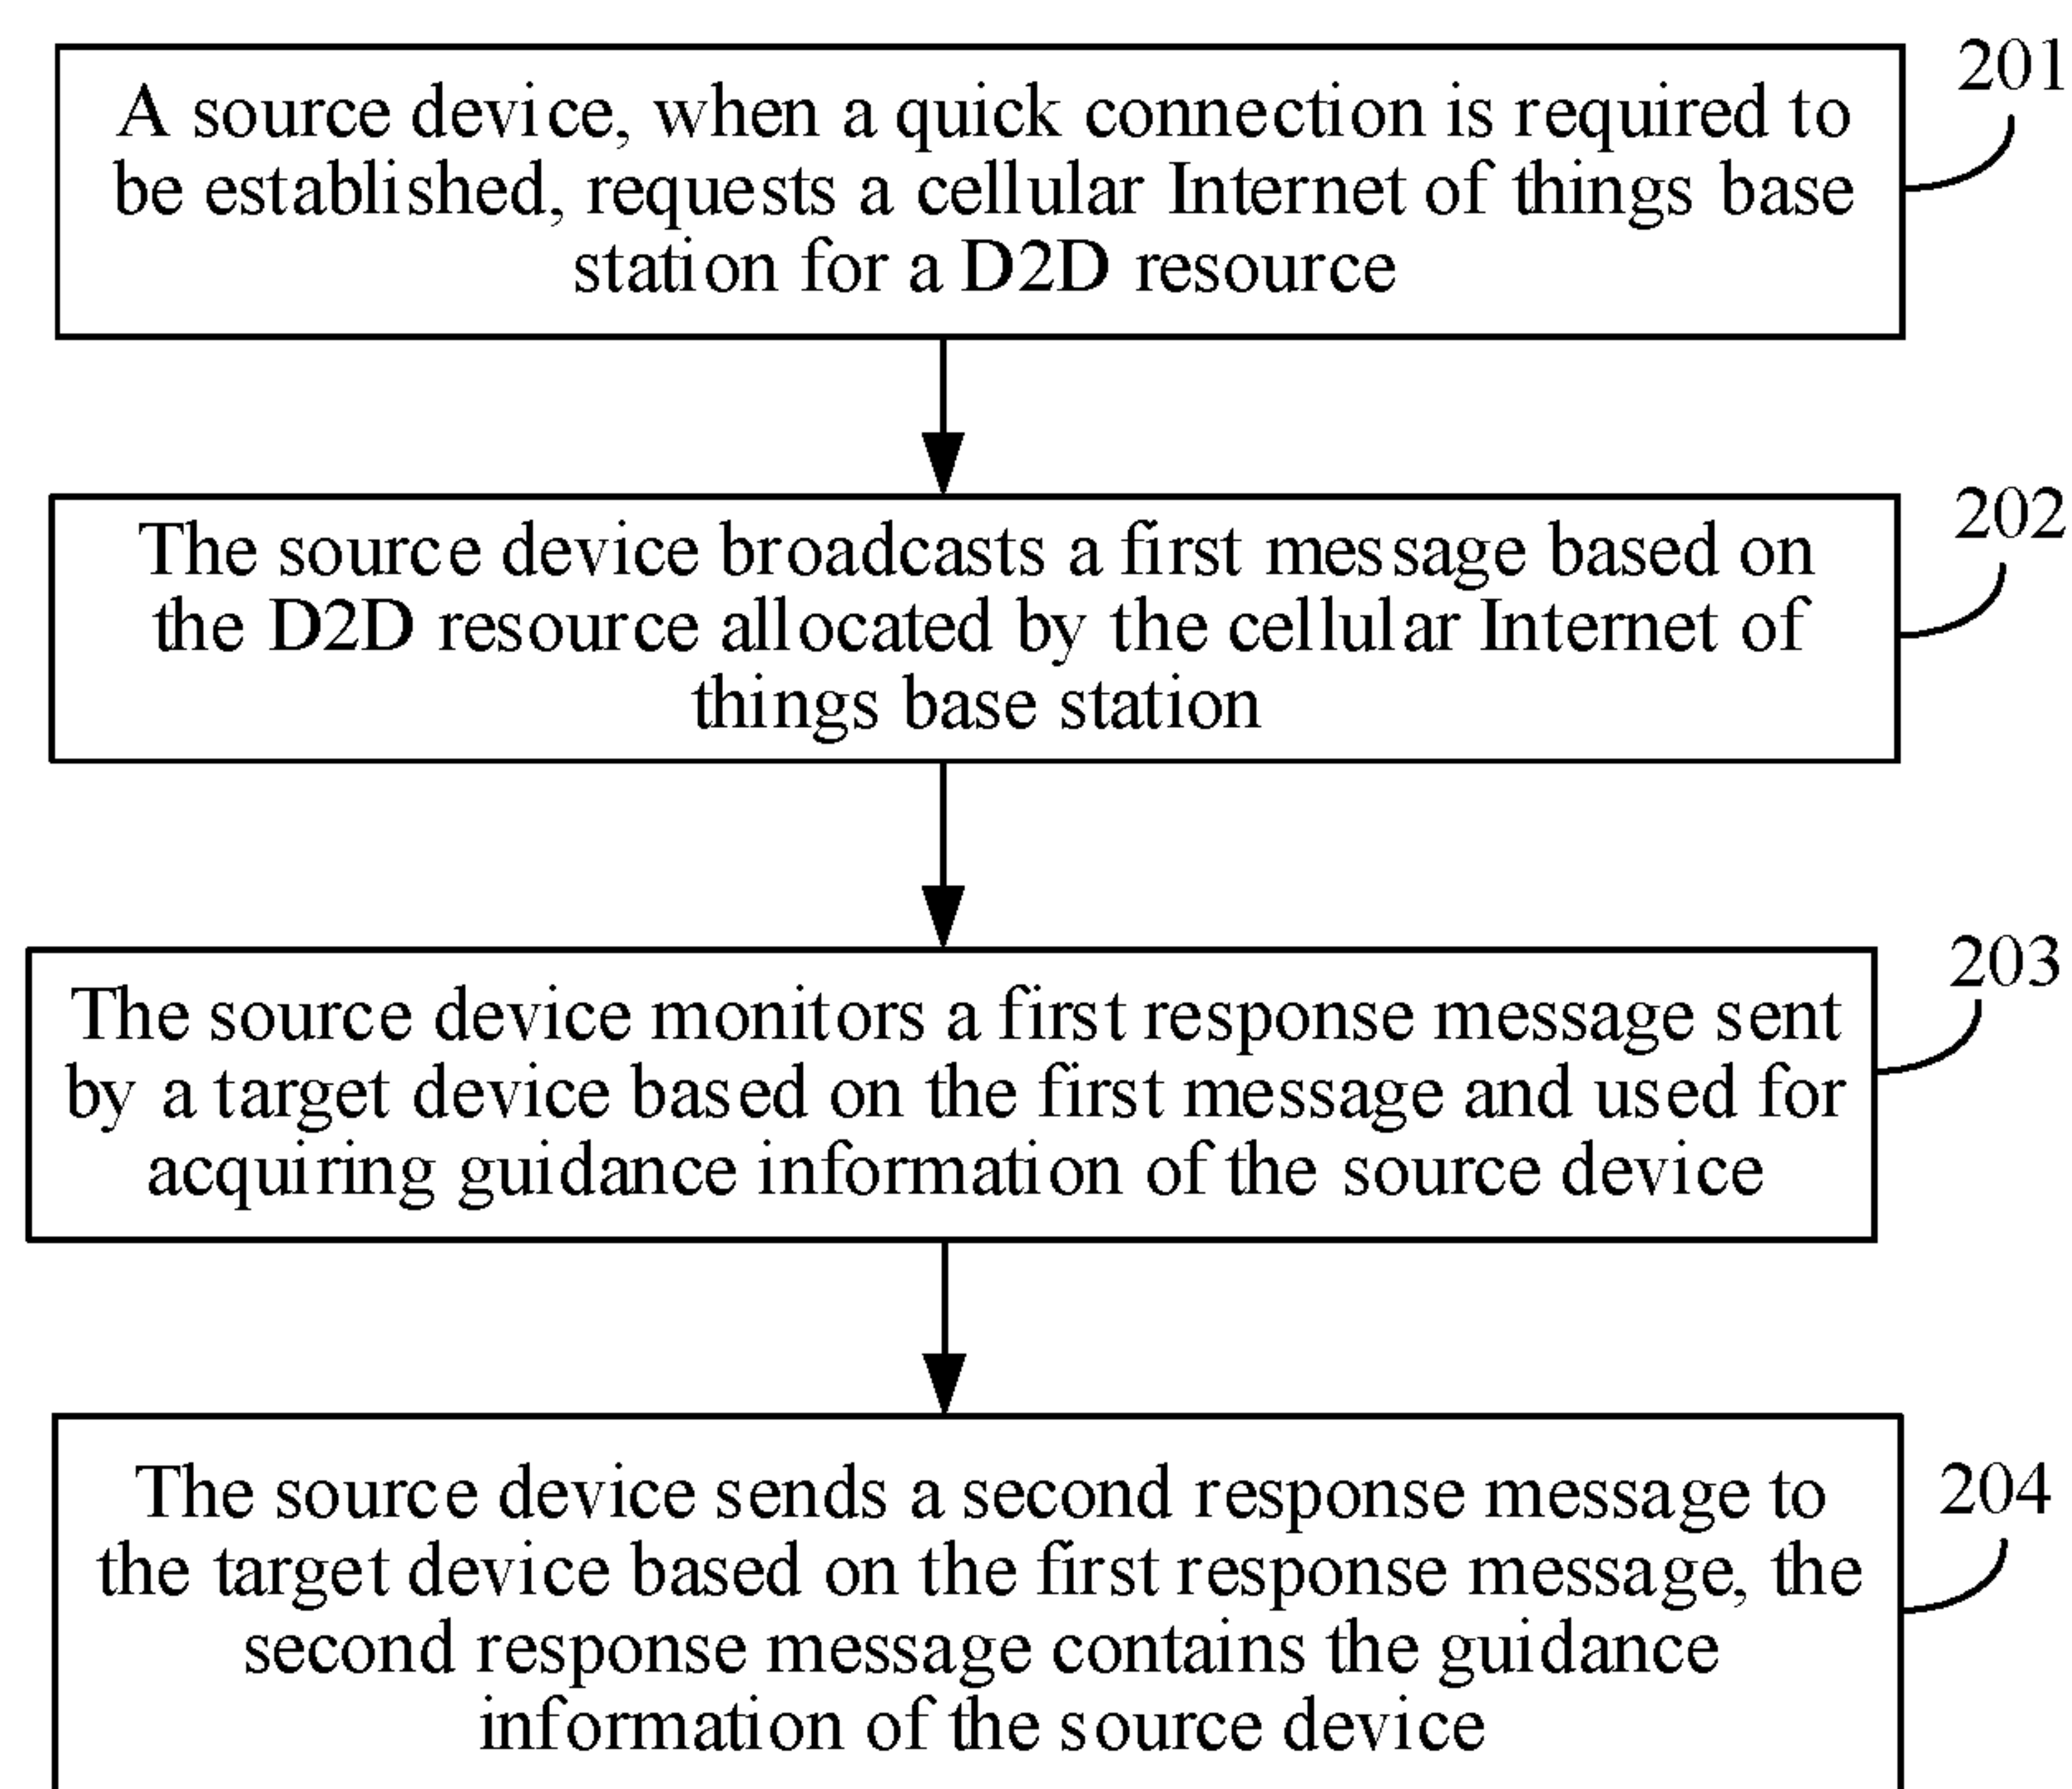 A source device, when a quick connection is required to
be established, requests a cellular Internet of things base
station for a D2D resource
201
The source device broadcasts a first message based on
the D2D resource allocated by the cellular Internet of
things base station
202
The source device monitors a first response message sent
by a target device based on the first message and used for
acquiring guidance information of the source device
203
The source device sends a second response message to
the target device based on the first response message, the
second response message contains the guidance
information of the source device
204